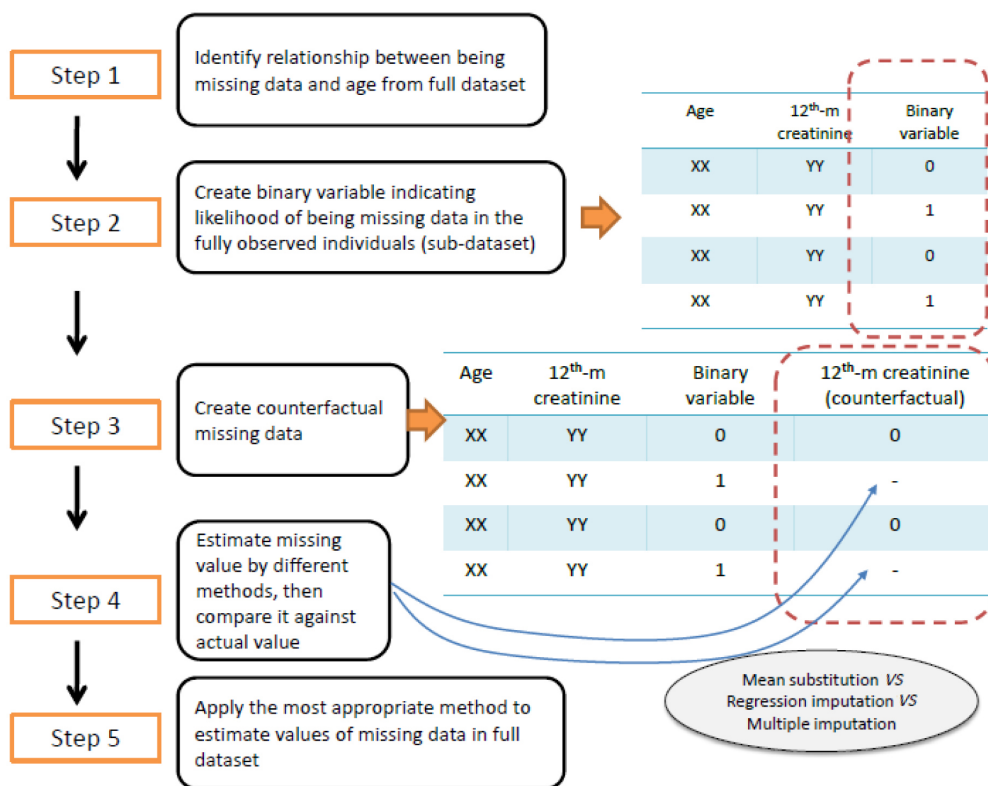 Step 1
Identify relationship between being
missing data and age from full dataset
Step 2
Create binary variable indicating
likelihood of being missing data in the
fully observed individuals (sub-dataset)
Age 12th-m creatinine Binary variable
XX YY 0
XX YY 1
XX YY 0
XX YY 1
Step 3
Create counterfactual
missing data
Age 12th-m creatinine Binary variable 12th-m creatinine (counterfactual)
XX YY 0 0
XX YY 1 -
XX YY 0 0
XX YY 1 -
Step 4
Estimate missing
value by different
methods, then
compare it against
actual value
Mean substitution VS
Regression imputation VS
Multiple imputation
Step 5
Apply the most appropriate method to
estimate values of missing data in full
dataset